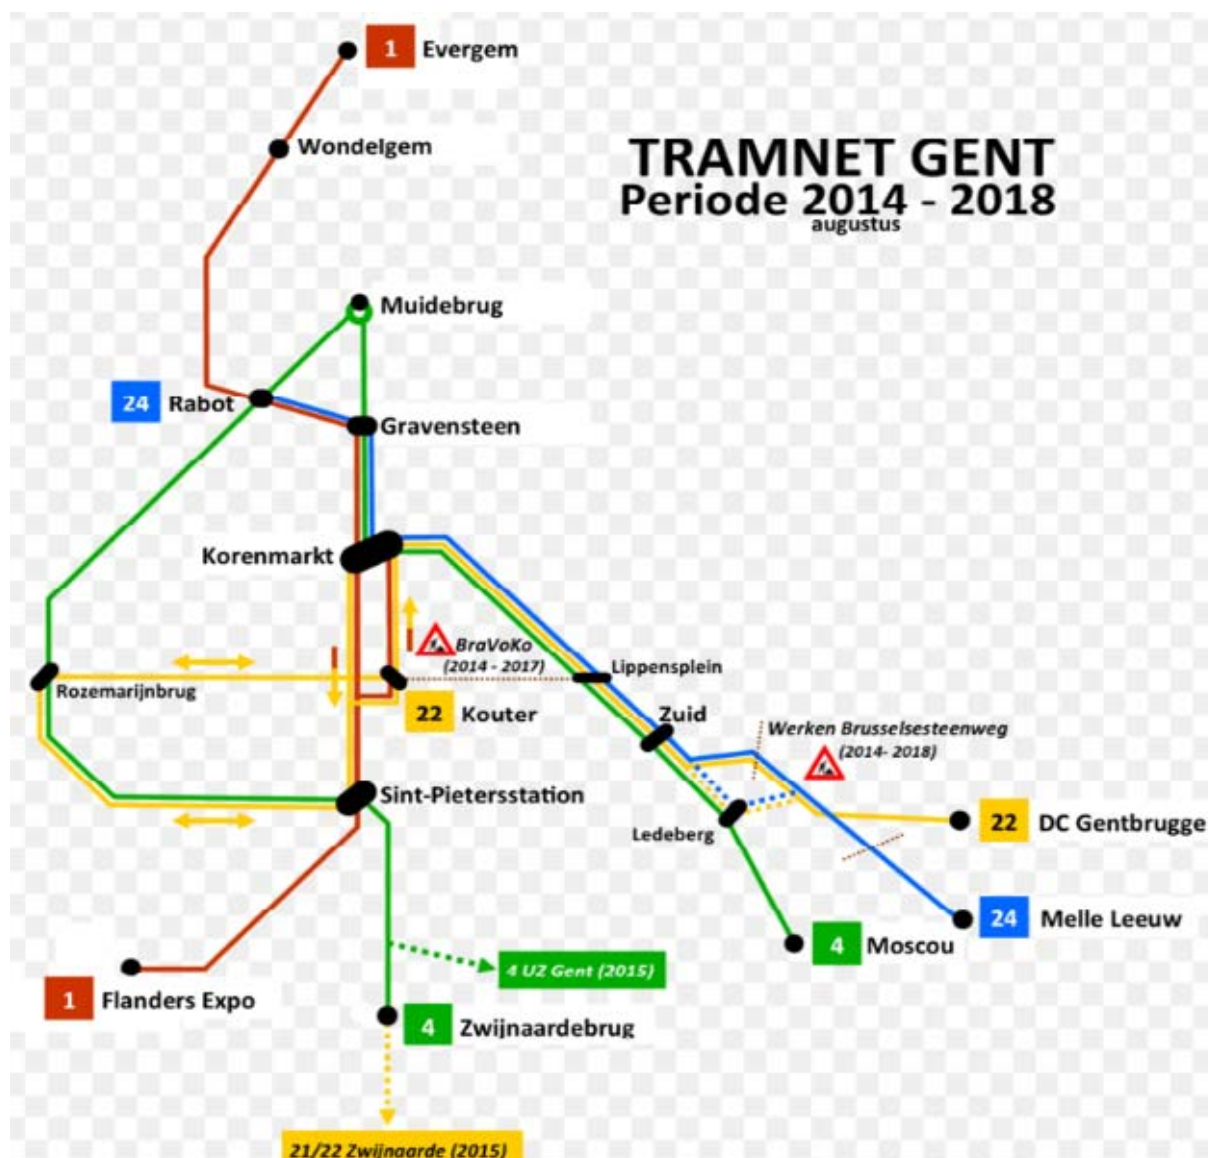 1 Evergem
Wondelgem
TRAMNET GENT
Periode 2014 - 2018
augustus
Muidebrug
24 Rabot
Gravensteen
Korenmarkt
BraVoKo
(2014 - 2017)
Lippensplein
Rozemarijnbrug
22 Kouter
Zuid
Werken Brusselsesteenweg
(2014- 2018)
Sint-Pietersstation
Ledeberg
22 DC Gentbrugge
24 Melle Leeuw
4 Moscou
4 UZ Gent (2015)
1 Flanders Expo
4 Zwijnaardebrug
21/22 Zwijnaarde (2015)